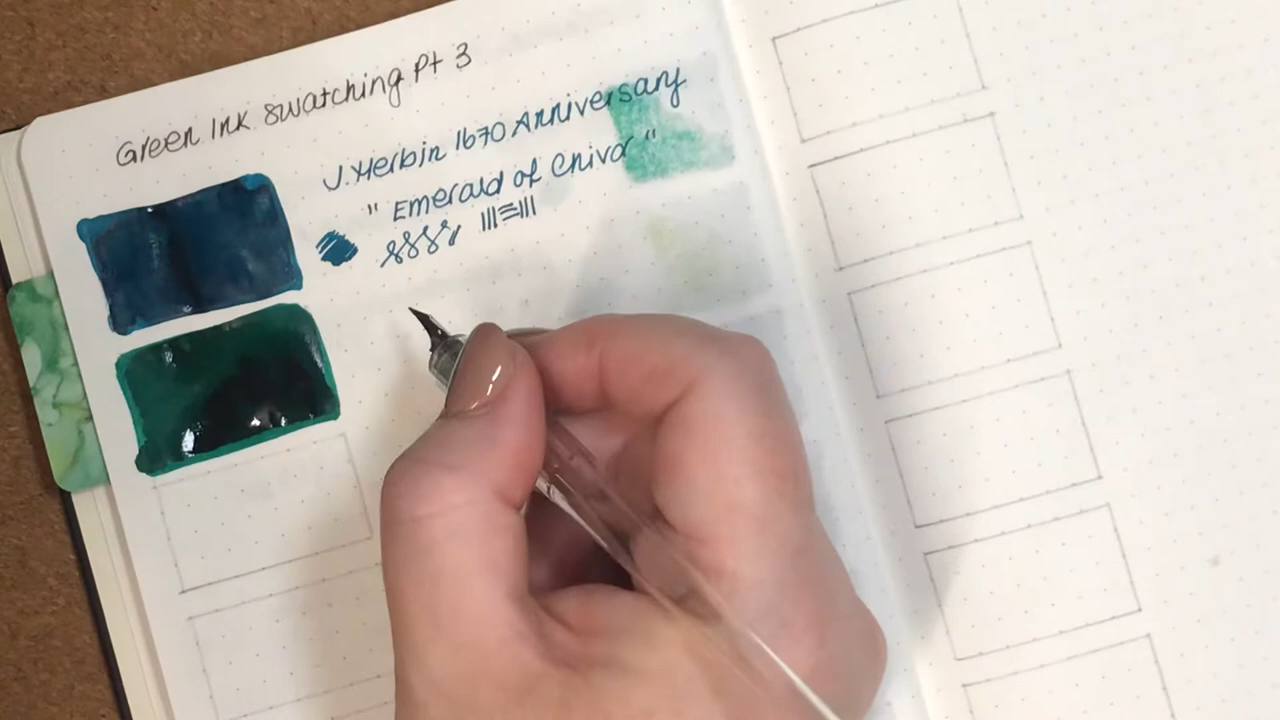 Green Ink Swatching Pt 3
J. Herbin 1670 Anniversary
" Emerald of Chivor "